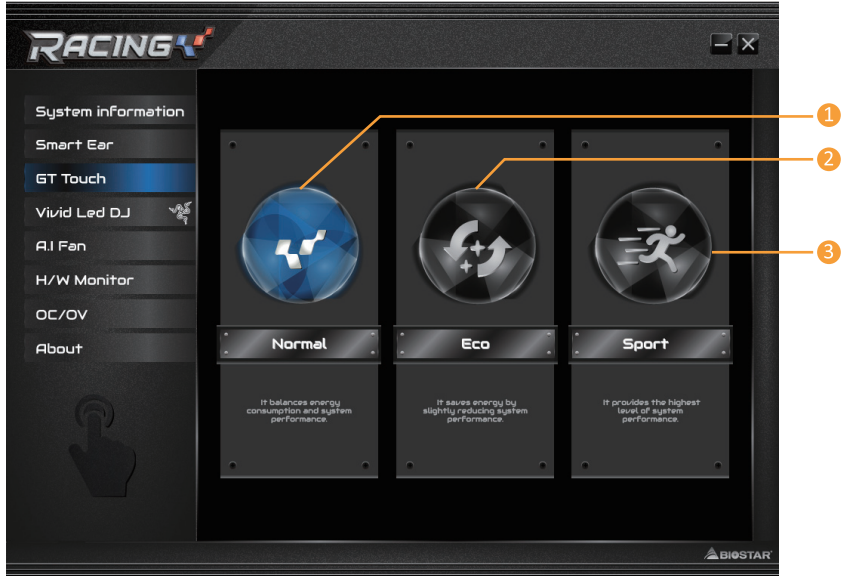 RACING
1
System information
Smart Ear
2
GT Touch
Vivid Led DJ
A.I Fan
3
H/W Monitor
OC/OV
About
Normal
Eco
Sport
It balances energy
consumption and system
performance.
It saves energy by
slightly reducing system
performance.
It provides the highest
level of system
performance.
BIOSTAR